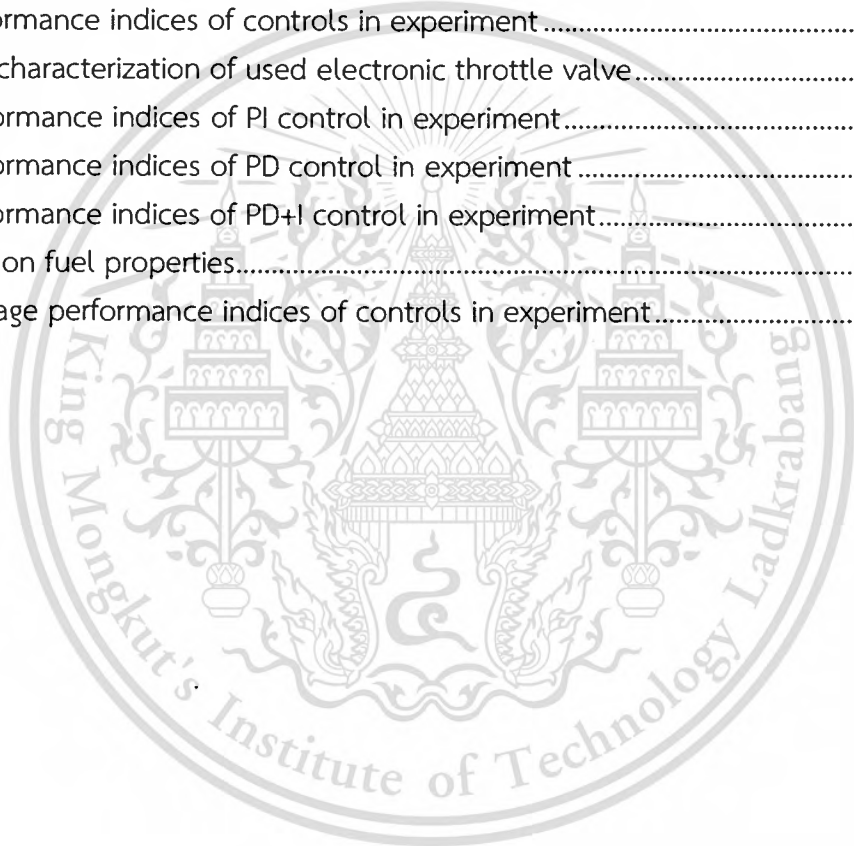 ormance indices of controls in experiment
characterization of used electronic throttle valve
ormance indices of PI control in experiment
ormance indices of PD control in experiment
ormance indices of PD+I control in experiment
on fuel properties
age performance indices of controls in experiment
King Mongkut's Institute of Technology Ladkrabang